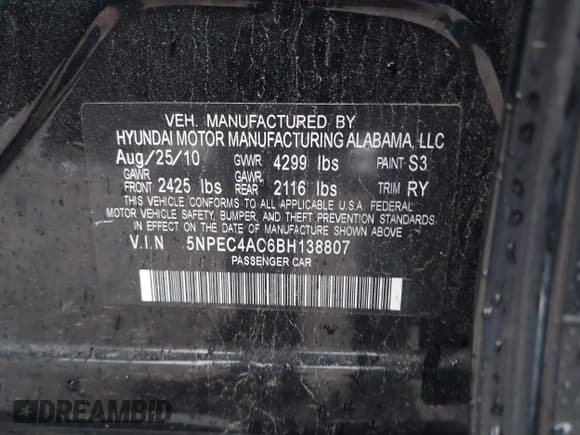 VEH. MANUFACTURED BY
HYUNDAI MOTOR MANUFACTURING ALABAMA, LLC
Aug/25/10 GVWR 4299 lbs PAINT S3
GAWR FRONT 2425 lbs GAWR REAR 2116 lbs TRIM RY
THIS VEHICLE CONFORMS TO ALL APPLICABLE U.S.A. FEDERAL
MOTOR VEHICLE SAFETY, BUMPER, AND THEFT PREVENTION STANDARDS
IN EFFECT ON THE DATE OF MANUFACTURE SHOWN ABOVE
V.I.N 5NPEC4AC6BH138807
PASSENGER CAR
DREAMBID